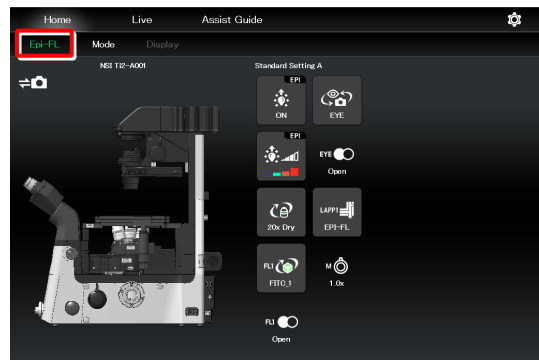 Home Live Assist Guide
Epi-FL Mode Display
NSI Ti2-A001 Standard Setting A
EPI
ON EYE
EPI
EYE
Open
LAPP1
20x Dry EPI-FL
FL1 M
FITC_1 1.0x
FL1
Open